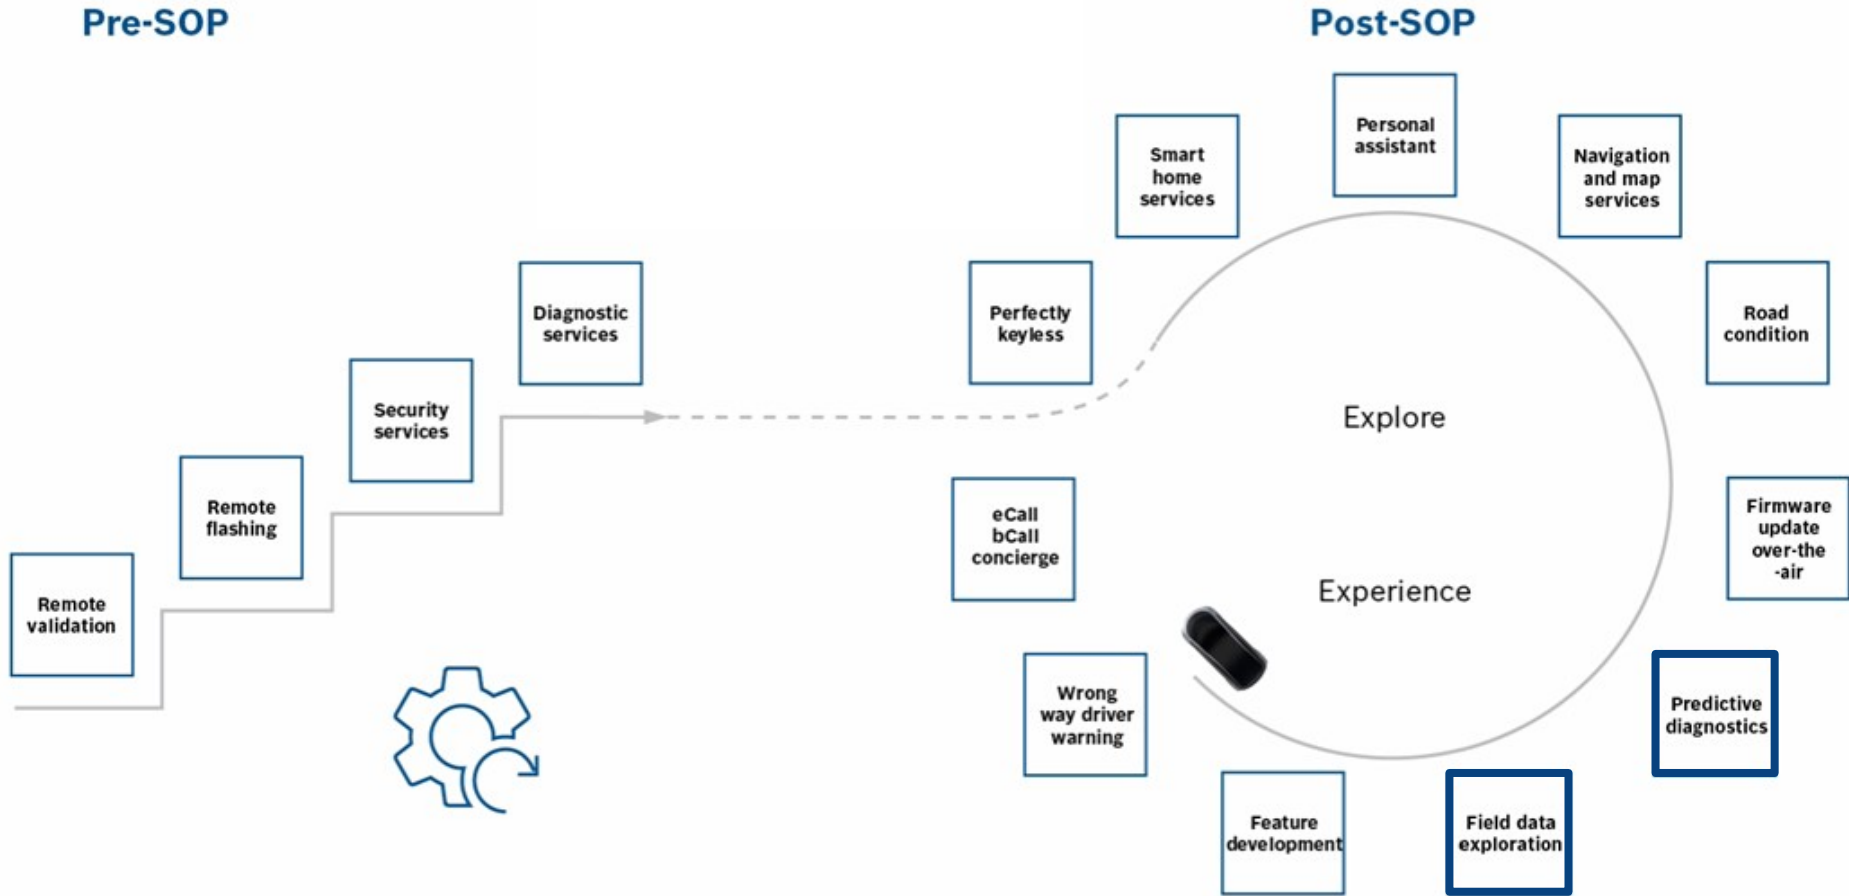 Pre-SOP
Post-SOP
Remote
validation
Remote
flashing
Security
services
Diagnostic
services
Perfectly
keyless
Smart
home
services
Personal
assistant
Navigation
and map
services
Road
condition
Firmware
update
over-the
-air
Predictive
diagnostics
Field data
exploration
Feature
development
Wrong
way driver
warning
eCall
bCall
concierge
Explore
Experience